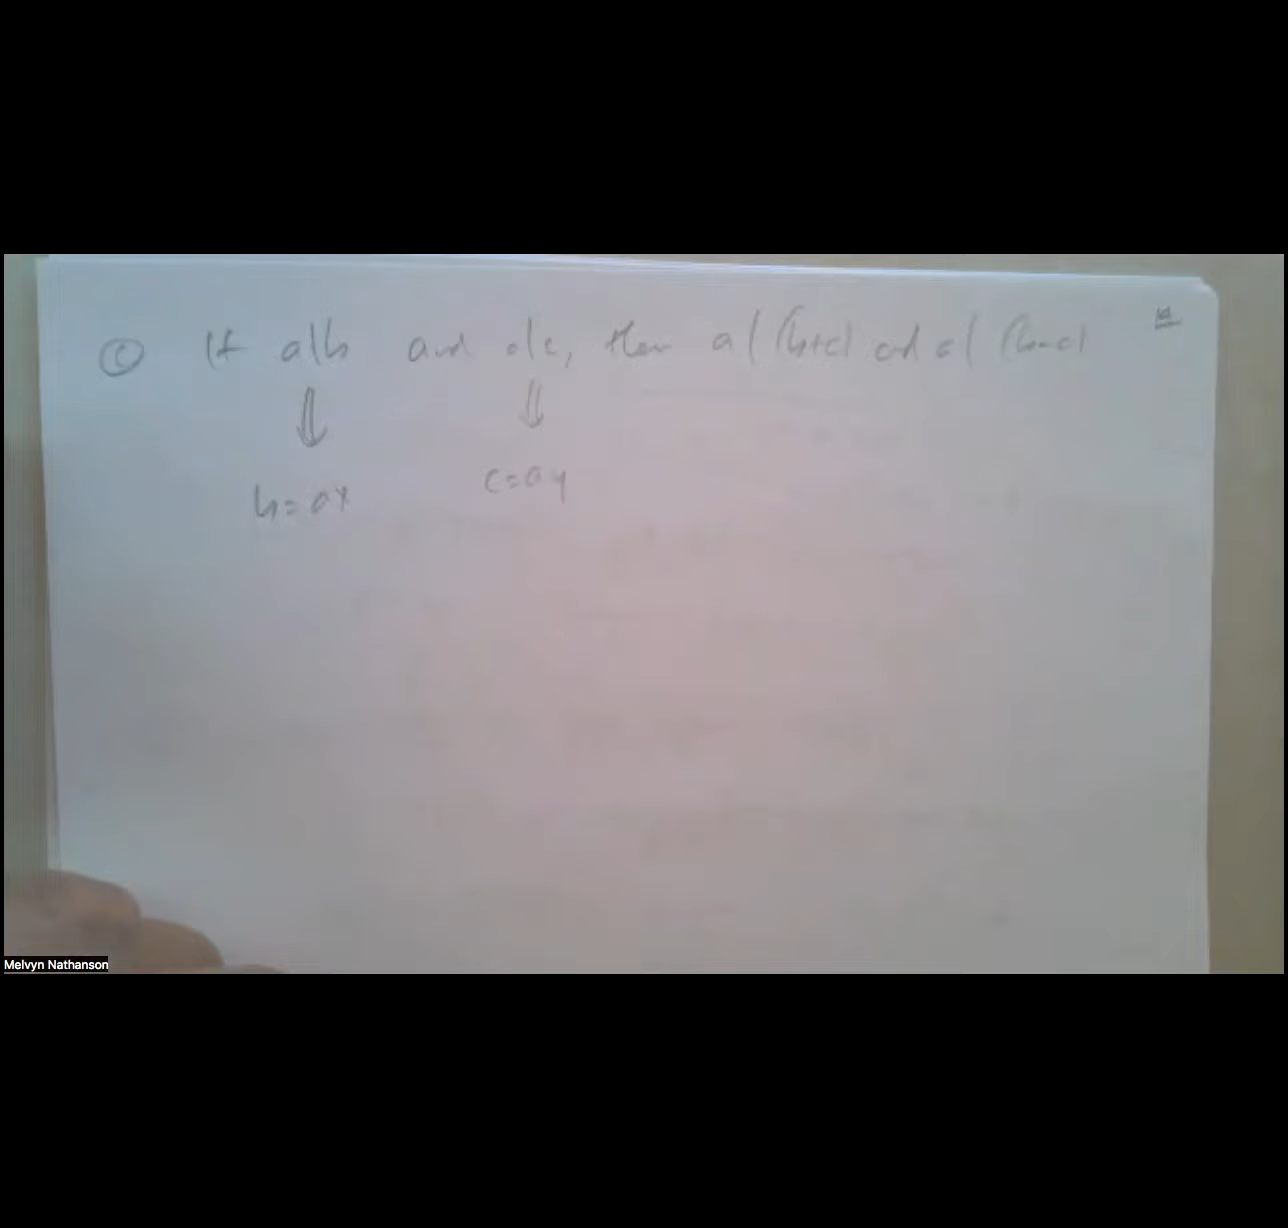 (c) If a|b and a|c, then a|(b+c) and a|(b-c)
⇓ ⇓
b=ax c=ay
Melvyn Nathanson